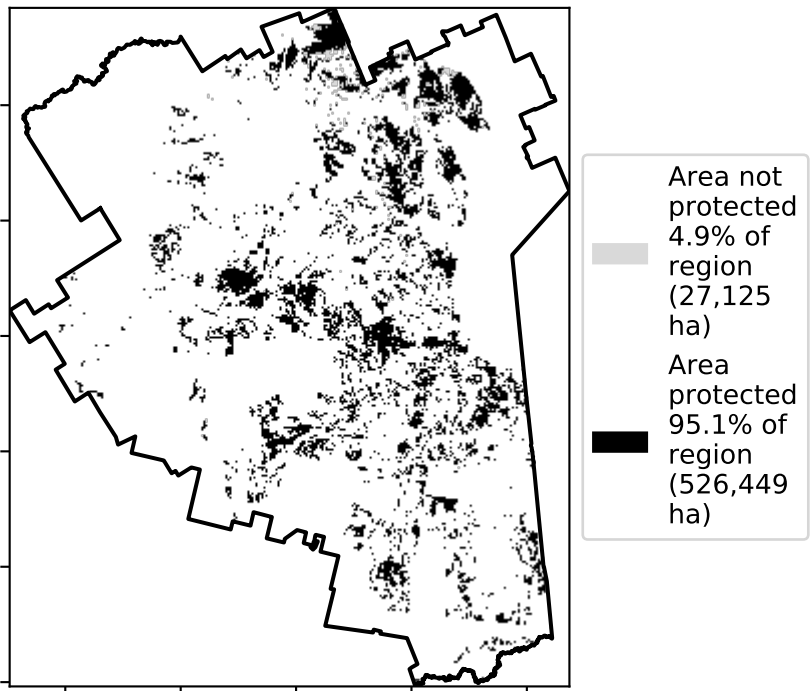 Area not
protected
4.9% of
region
(27,125
ha)
Area
protected
95.1% of
region
(526,449
ha)